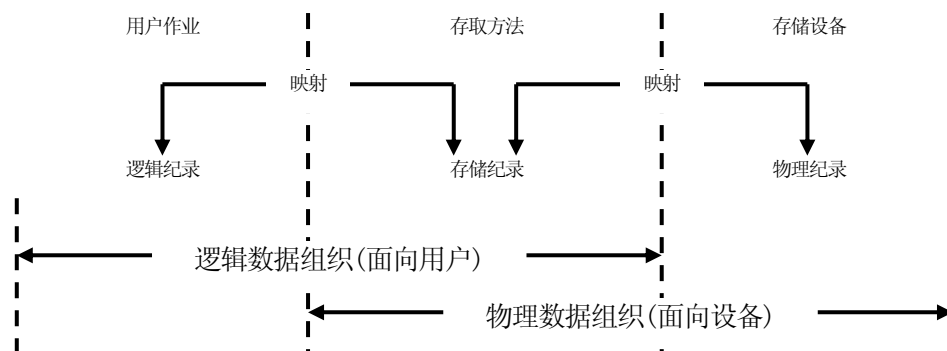 用户作业 存取方法 存储设备
映射 映射
逻辑纪录 存储纪录 物理纪录
逻辑数据组织(面向用户)
物理数据组织(面向设备)